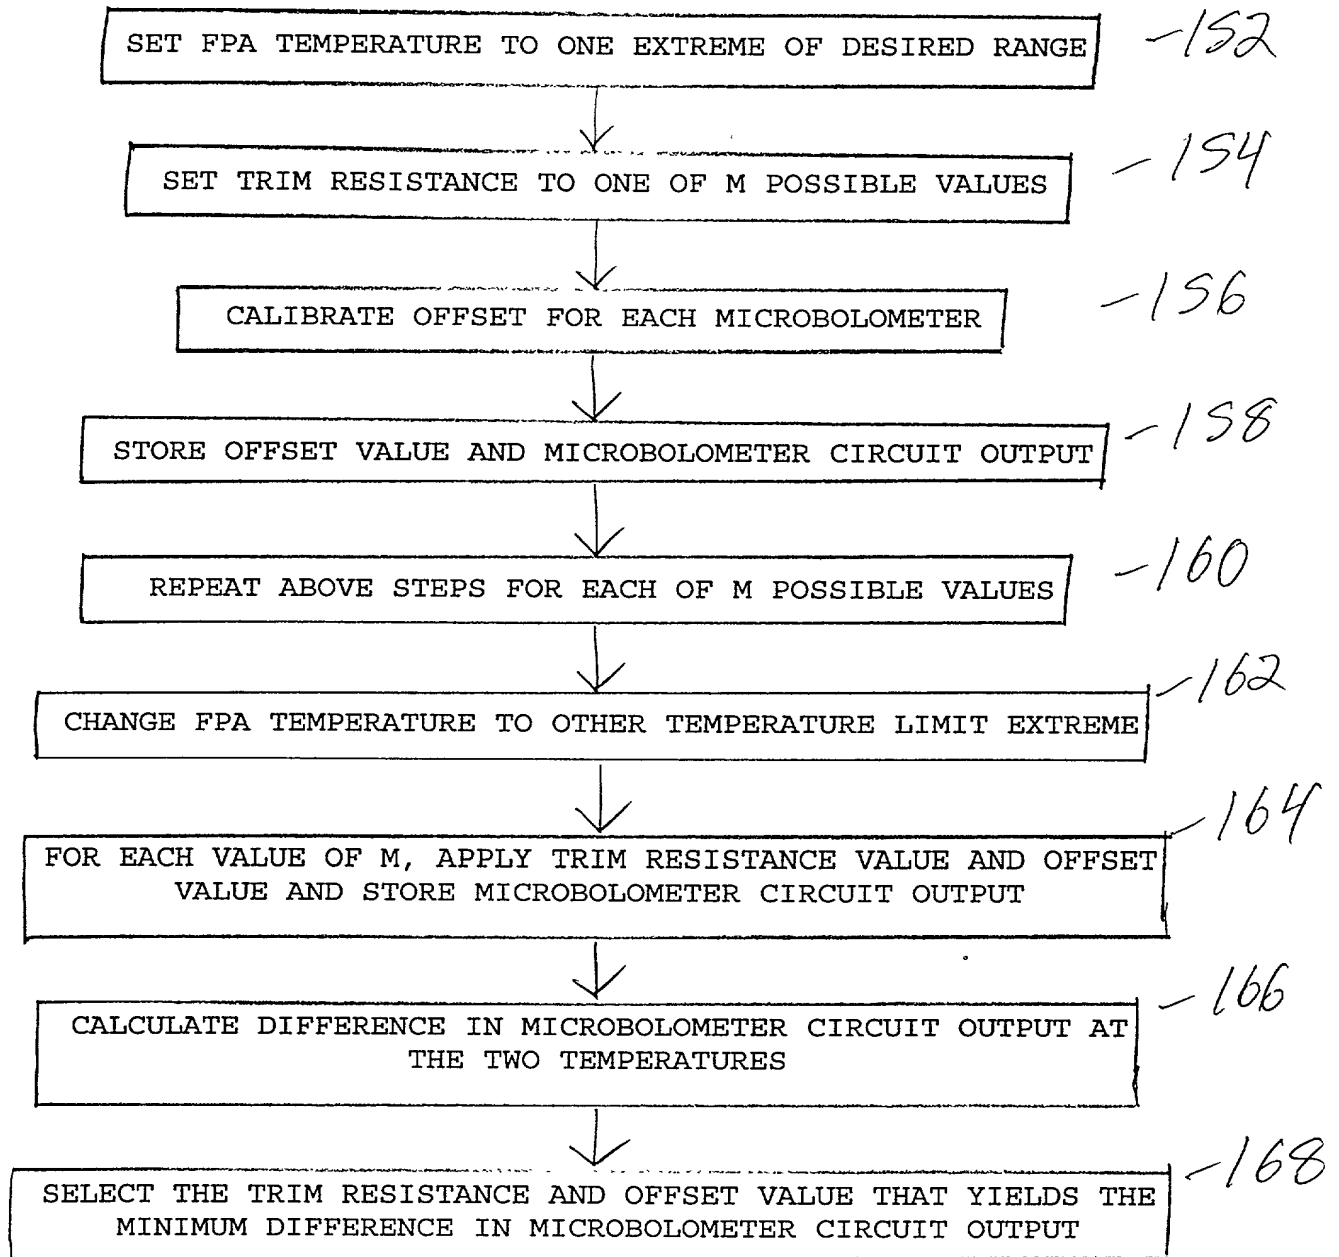 SET FPA TEMPERATURE TO ONE EXTREME OF DESIRED RANGE -152
SET TRIM RESISTANCE TO ONE OF M POSSIBLE VALUES -154
CALIBRATE OFFSET FOR EACH MICROBOLOMETER -156
STORE OFFSET VALUE AND MICROBOLOMETER CIRCUIT OUTPUT -158
REPEAT ABOVE STEPS FOR EACH OF M POSSIBLE VALUES -160
CHANGE FPA TEMPERATURE TO OTHER TEMPERATURE LIMIT EXTREME -162
-164
FOR EACH VALUE OF M, APPLY TRIM RESISTANCE VALUE AND OFFSET
VALUE AND STORE MICROBOLOMETER CIRCUIT OUTPUT
-166
CALCULATE DIFFERENCE IN MICROBOLOMETER CIRCUIT OUTPUT AT
THE TWO TEMPERATURES
-168
SELECT THE TRIM RESISTANCE AND OFFSET VALUE THAT YIELDS THE
MINIMUM DIFFERENCE IN MICROBOLOMETER CIRCUIT OUTPUT